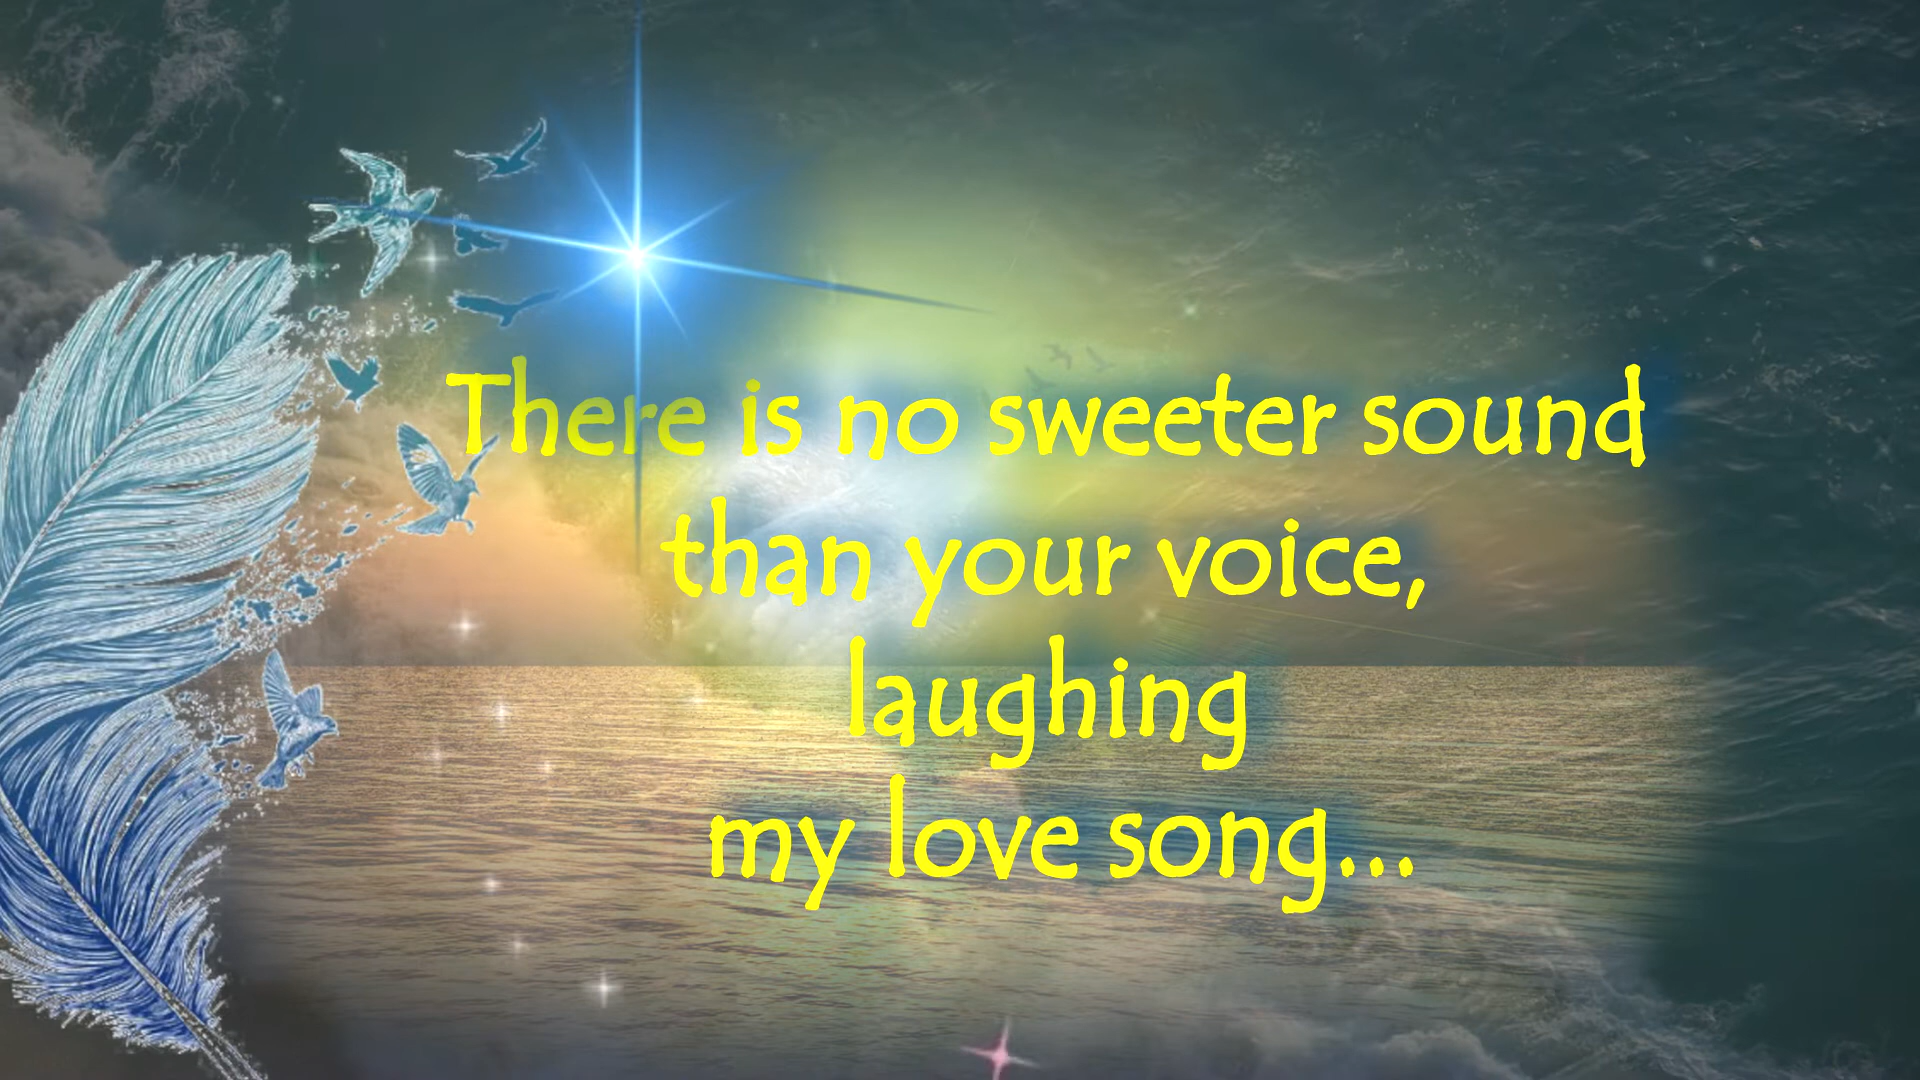 There is no sweeter sound
than your voice,
laughing
my love song...